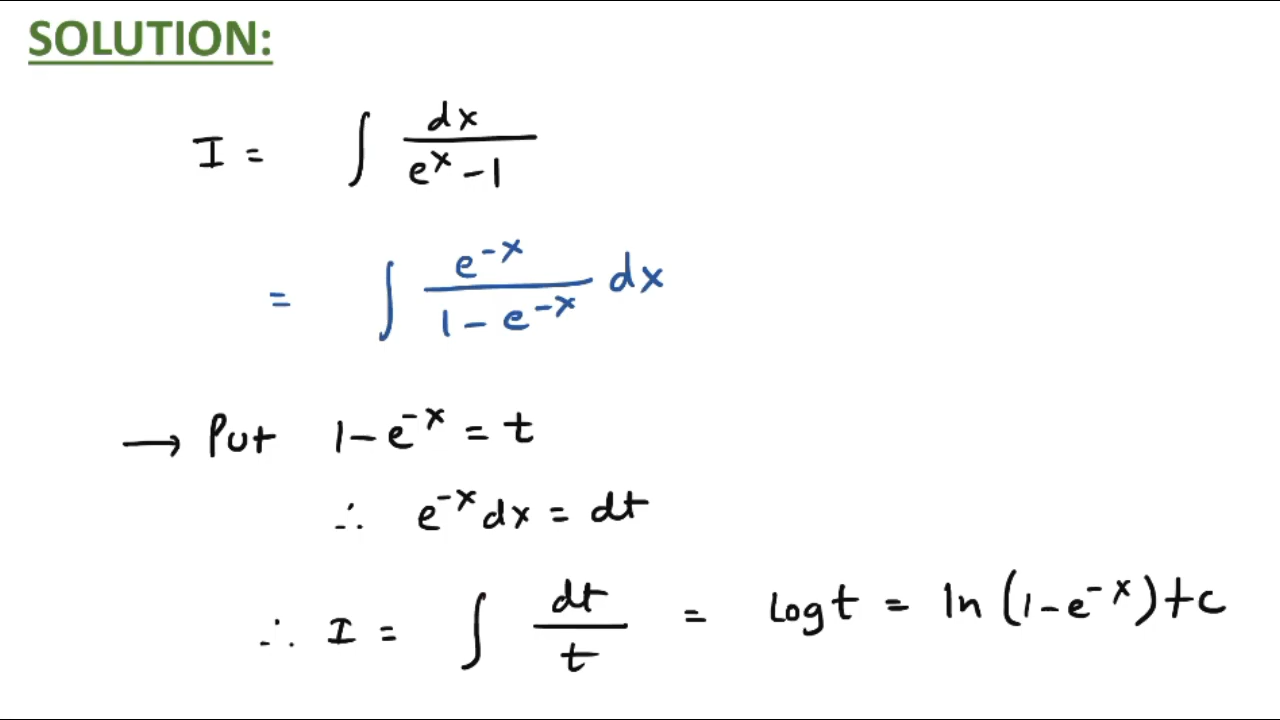 SOLUTION:
I = ∫ dx / (e^x - 1)
= ∫ e^-x / (1 - e^-x) dx
→ Put 1 - e^-x = t
∴ e^-x dx = dt
∴ I = ∫ dt / t = log t = ln (1 - e^-x) + c